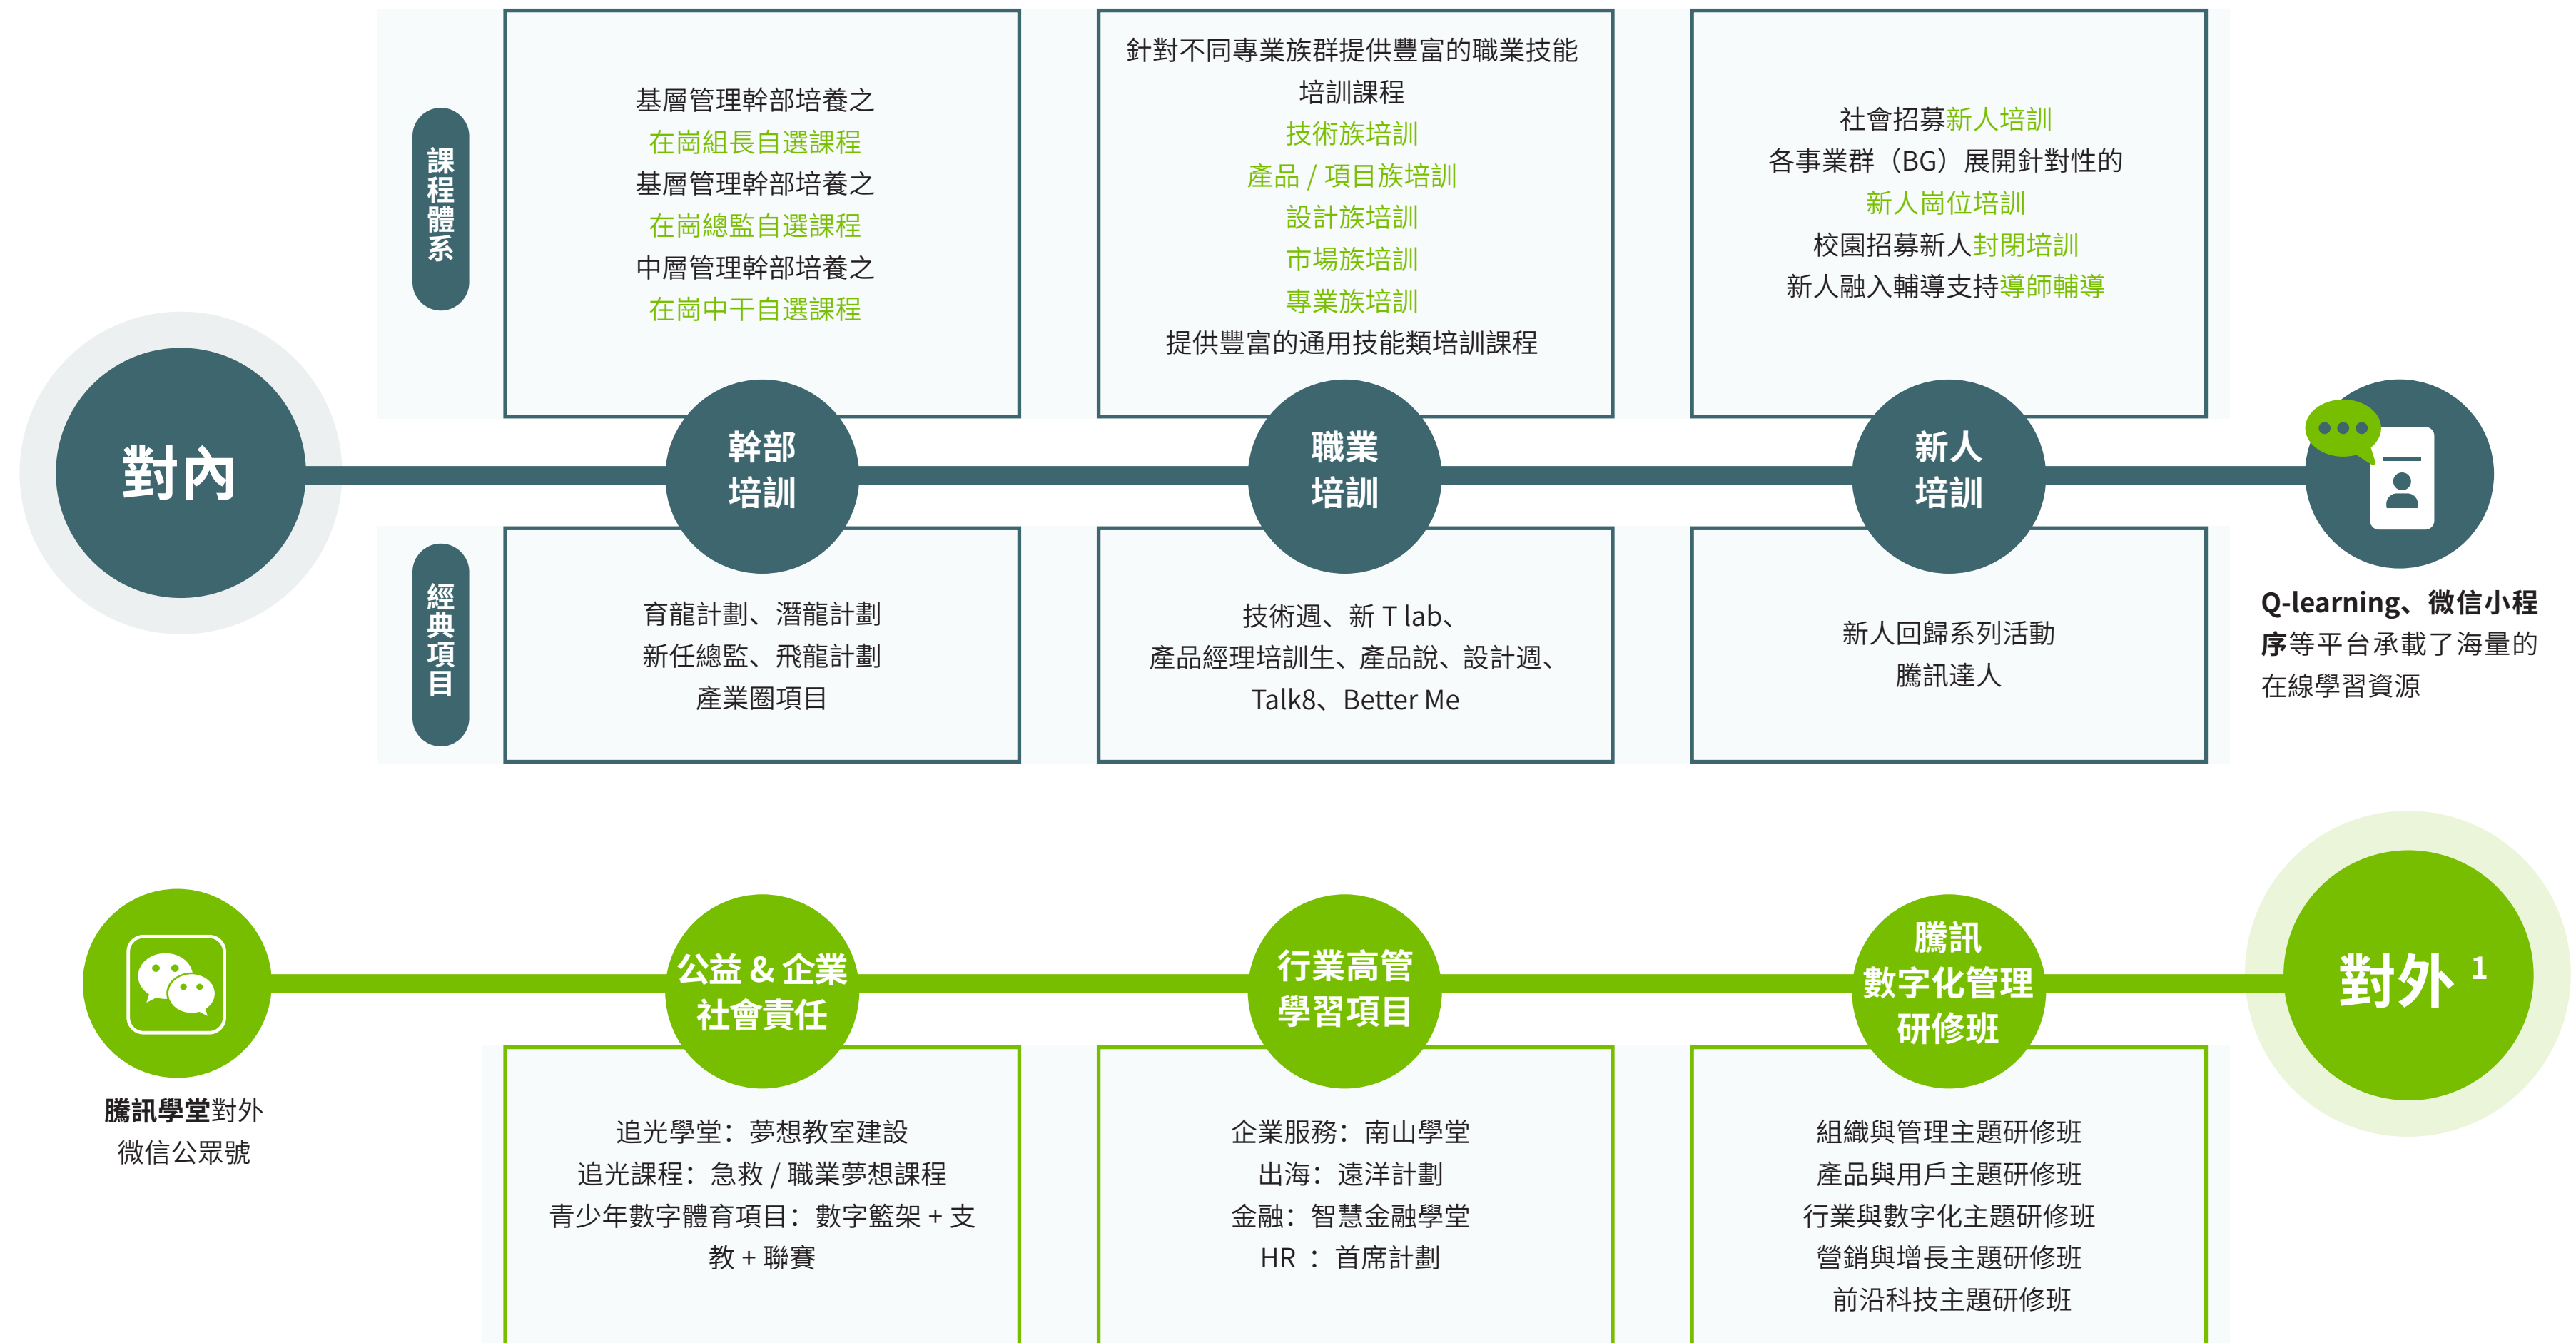 課程體系
基層管理幹部培養之
在崗組長自選課程
基層管理幹部培養之
在崗總監自選課程
中層管理幹部培養之
在崗中干自選課程
針對不同專業族群提供豐富的職業技能
培訓課程
技術族培訓
產品 / 項目族培訓
設計族培訓
市場族培訓
專業族培訓
提供豐富的通用技能類培訓課程
社會招募新人培訓
各事業群（BG）展開針對性的
新人崗位培訓
校園招募新人封閉培訓
新人融入輔導支持導師輔導
對內
幹部
培訓
職業
培訓
新人
培訓
經典項目
育龍計劃、潛龍計劃
新任總監、飛龍計劃
產業圈項目
技術週、新 T lab、
產品經理培訓生、產品說、設計週、
Talk8、Better Me
新人回歸系列活動
騰訊達人
Q-learning、微信小程
序等平台承載了海量的
在線學習資源
對外 1
騰訊學堂對外
微信公眾號
公益 & 企業
社會責任
行業高管
學習項目
騰訊
數字化管理
研修班
追光學堂：夢想教室建設
追光課程：急救 / 職業夢想課程
青少年數字體育項目：數字籃架 + 支
教 + 聯賽
企業服務：南山學堂
出海：遠洋計劃
金融：智慧金融學堂
HR ：首席計劃
組織與管理主題研修班
產品與用戶主題研修班
行業與數字化主題研修班
營銷與增長主題研修班
前沿科技主題研修班